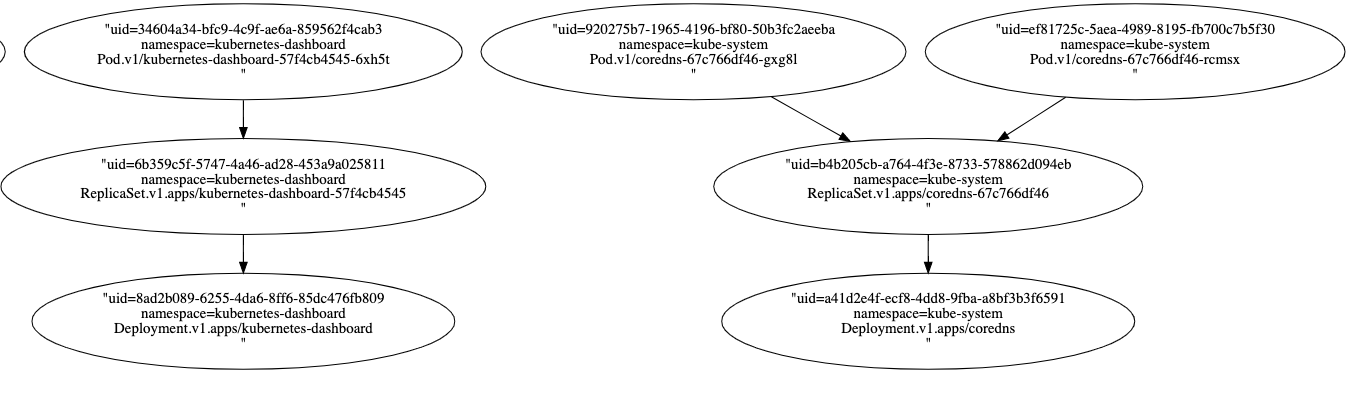 "uid=34604a34-bfc9-4c9f-ae6a-859562f4cab3
namespace=kubernetes-dashboard
Pod.v1/kubernetes-dashboard-57f4cb4545-6xh5t
"
"uid=920275b7-1965-4196-bf80-50b3fc2aeeba
namespace=kube-system
Pod.v1/coredns-67c766df46-gxg8l
"
"uid=ef81725c-5aea-4989-8195-fb700c7b5f30
namespace=kube-system
Pod.v1/coredns-67c766df46-rcmsx
"
"uid=6b359c5f-5747-4a46-ad28-453a9a025811
namespace=kubernetes-dashboard
ReplicaSet.v1.apps/kubernetes-dashboard-57f4cb4545
"
"uid=b4b205cb-a764-4f3e-8733-578862d094eb
namespace=kube-system
ReplicaSet.v1.apps/coredns-67c766df46
"
"uid=8ad2b089-6255-4da6-8ff6-85dc476fb809
namespace=kubernetes-dashboard
Deployment.v1.apps/kubernetes-dashboard
"
"uid=a41d2e4f-ecf8-4dd8-9fba-a8bf3b3f6591
namespace=kube-system
Deployment.v1.apps/coredns
"